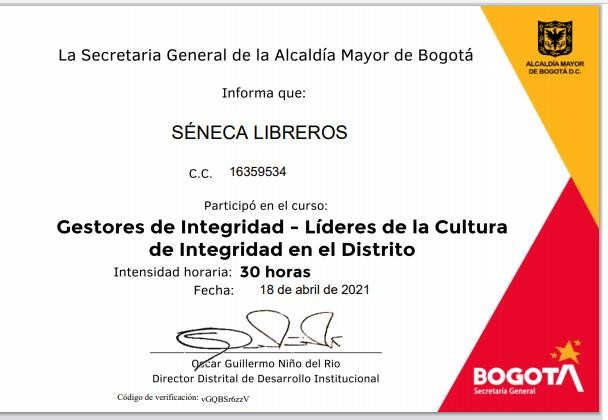 La Secretaria General de la Alcaldía Mayor de Bogotá
ALCALDÍA MAYOR
DE BOGOTÁ D.C.
Informa que:
SÉNECA LIBREROS
C.C. 16359534
Participó en el curso:
Gestores de Integridad - Líderes de la Cultura
de Integridad en el Distrito
Intensidad horaria: 30 horas
Fecha: 18 de abril de 2021
Oscar Guillermo Niño del Rio
Director Distrital de Desarrollo Institucional
Código de verificación: vGQBSr6zzV
BOGOTÁ
Secretaría General